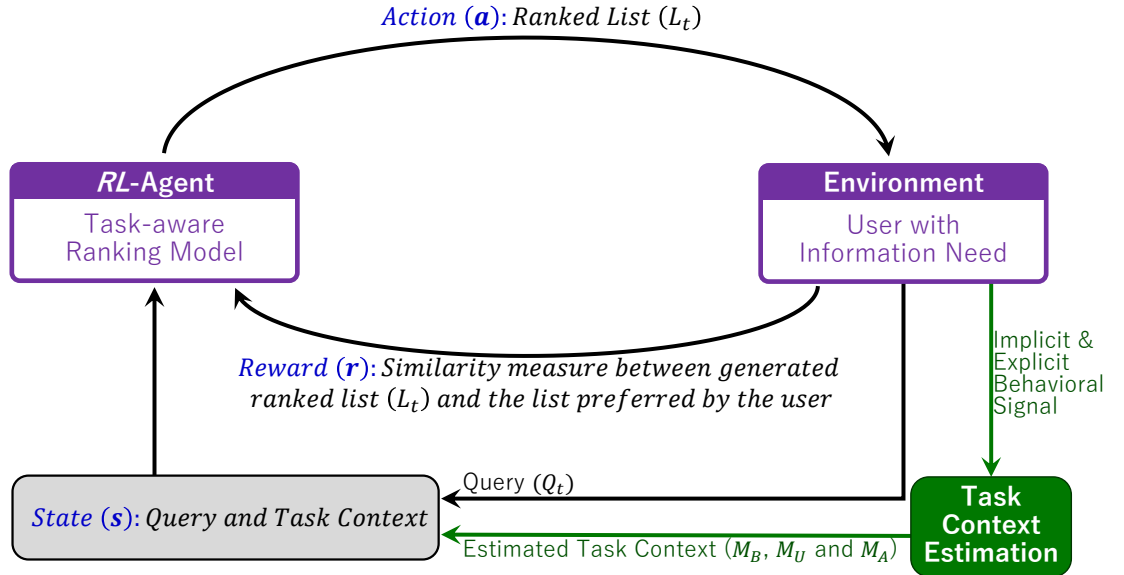 Action (a): Ranked List (L_t)
RL-Agent
Task-aware
Ranking Model
Environment
User with
Information Need
Implicit &
Explicit
Behavioral
Signal
Reward (r): Similarity measure between generated
ranked list (L_t) and the list preferred by the user
Query (Q_t)
State (s): Query and Task Context
Estimated Task Context (M_B, M_U and M_A)
Task
Context
Estimation